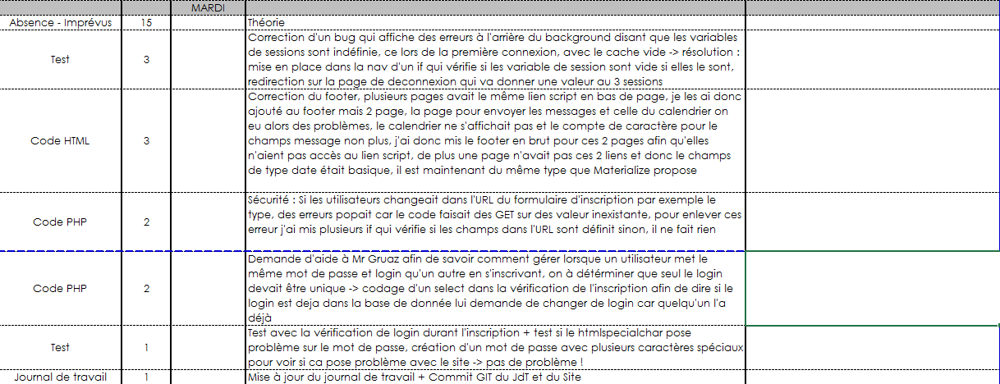 MARDI
Absence - Imprévus 15 Théorie
Correction d'un bug qui affiche des erreurs à l'arrière du background disant que les variables
de sessions sont indéfinie, ce lors de la première connexion, avec le cache vide -> résolution :
Test 3 mise en place dans la nav d'un if qui vérifie si les variable de session sont vide si elles le sont,
redirection sur la page de deconnexion qui va donner une valeur au 3 sessions
Correction du footer, plusieurs pages avait le même lien script en bas de page, je les ai donc
ajouté au footer mais 2 page, la page pour envoyer les messages et celle du calendrier on
eu alors des problèmes, le calendrier ne s'affichait pas et le compte de caractère pour le
Code HTML 3 champs message non plus, j'ai donc mis le footer en brut pour ces 2 pages afin qu'elles
n'aient pas accès au lien script, de plus une page n'avait pas ces 2 liens et donc le champs
de type date était basique, il est maintenant du même type que Materialize propose
Sécurité : Si les utilisateurs changeait dans l'URL du formulaire d'inscription par exemple le
Code PHP 2 type, des erreurs popait car le code faisait des GET sur des valeur inexistante, pour enlever ces
erreur j'ai mis plusieurs if qui vérifie si les champs dans l'URL sont définit sinon, il ne fait rien
Demande d'aide à Mr Gruaz afin de savoir comment gérer lorsque un utilisateur met le
même mot de passe et login qu'un autre en s'inscrivant, on à détérminer que seul le login
Code PHP 2 devait être unique -> codage d'un select dans la vérification de l'inscription afin de dire si le
login est deja dans la base de donnée lui demande de changer de login car quelqu'un l'a
déjà
Test avec la vérification de login durant l'inscription + test si le htmlspecialchar pose
Test 1 problème sur le mot de passe, création d'un mot de passe avec plusieurs caractères spéciaux
pour voir si ca pose problème avec le site -> pas de problème !
Journal de travail 1 Mise à jour du journal de travail + Commit GIT du JdT et du Site